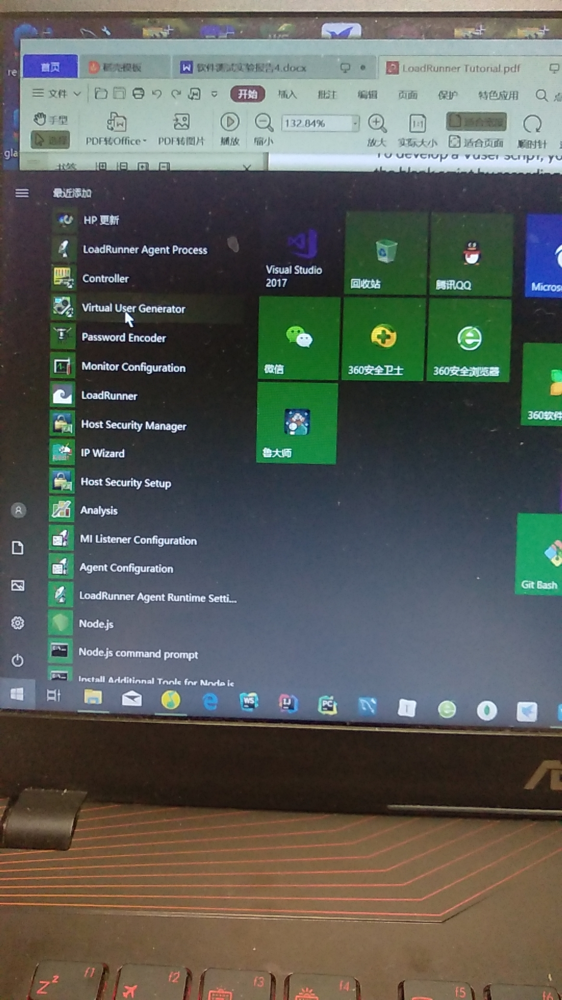 re
首页
稻壳模板
W 软件测试实验报告4.docx
LoadRunner Tutorial.pdf
文件
开始
插入
批注
编辑
页面
保护
特色应用
手型
选择
PDF转Office
PDF转图片
播放
缩小
132.84%
放大
1:1
实际大小
适合宽度
适合页面
顺时针
gla
书签
To develop a Vuser script, yo
the blank script by recording
最近添加
HP 更新
LoadRunner Agent Process
Controller
Virtual User Generator
Password Encoder
Monitor Configuration
LoadRunner
Host Security Manager
IP Wizard
Host Security Setup
Analysis
MI Listener Configuration
Agent Configuration
LoadRunner Agent Runtime Setti...
Node.js
Node.js command prompt
Install Additional Tools for Node.js
Visual Studio
2017
回收站
腾讯QQ
Micros
微信
360安全卫士
360安全浏览器
鲁大师
360软件
Git Bash
WS
IJ
PC
T
Zz
f1
f2
f3
f4
f5
f6